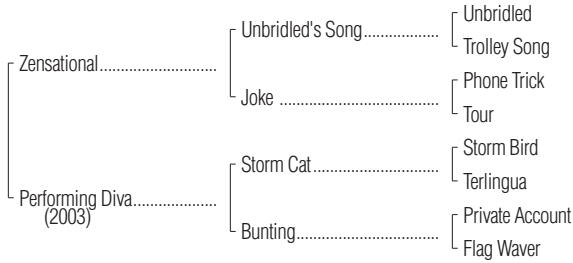 Unbridled
Unbridled's Song
Trolley Song
Zensational
Phone Trick
Joke
Tour
Storm Bird
Storm Cat
Terlingua
Performing Diva
(2003)
Private Account
Bunting
Flag Waver